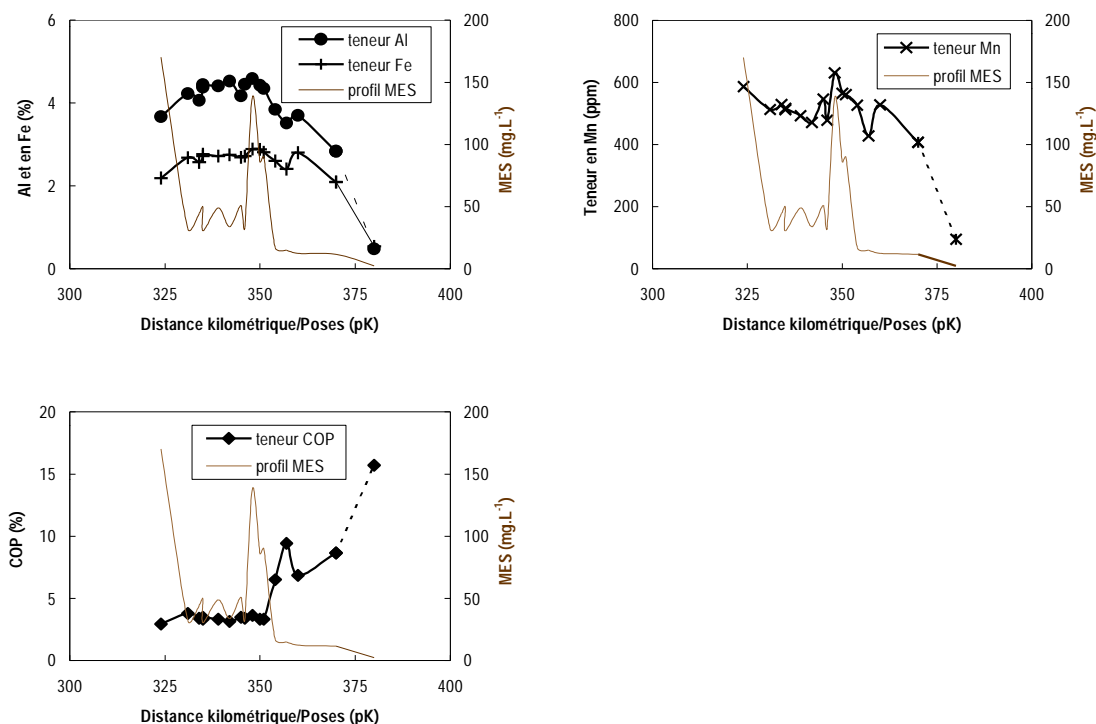 6
4
2
0
Al et en Fe (%)
teneur Al
teneur Fe
profil MES
200
150
100
50
0
MES (mg.L-1)
300 325 350 375 400
Distance kilométrique/Poses (pK)
800
600
400
200
0
Teneur en Mn (ppm)
teneur Mn
profil MES
200
150
100
50
0
MES (mg.L-1)
300 325 350 375 400
Distance kilométrique/Poses (pK)
20
15
10
5
0
COP (%)
teneur COP
profil MES
200
150
100
50
0
MES (mg.L-1)
300 325 350 375 400
Distance kilométrique/Poses (pK)